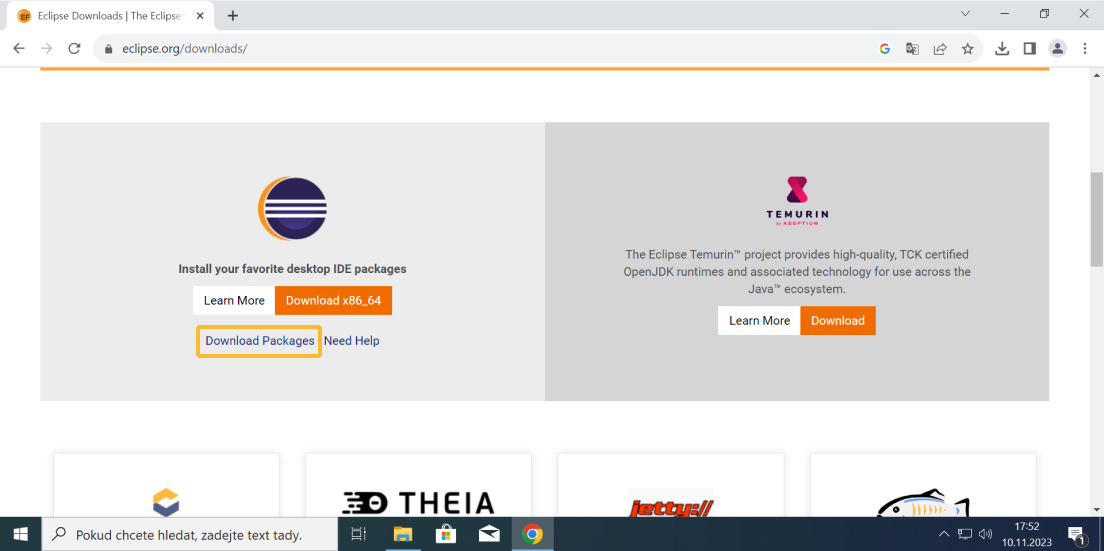 Eclipse Downloads | The Eclipse
eclipse.org/downloads/
Install your favorite desktop IDE packages
Learn More
Download x86_64
Download Packages
Need Help
TEMURIN
by ADOPTIUM
The Eclipse Temurin™ project provides high-quality, TCK certified
OpenJDK runtimes and associated technology for use across the
Java™ ecosystem.
Learn More
Download
THEIA
jetty://
Pokud chcete hledat, zadejte text tady.
17:52
10.11.2023
1